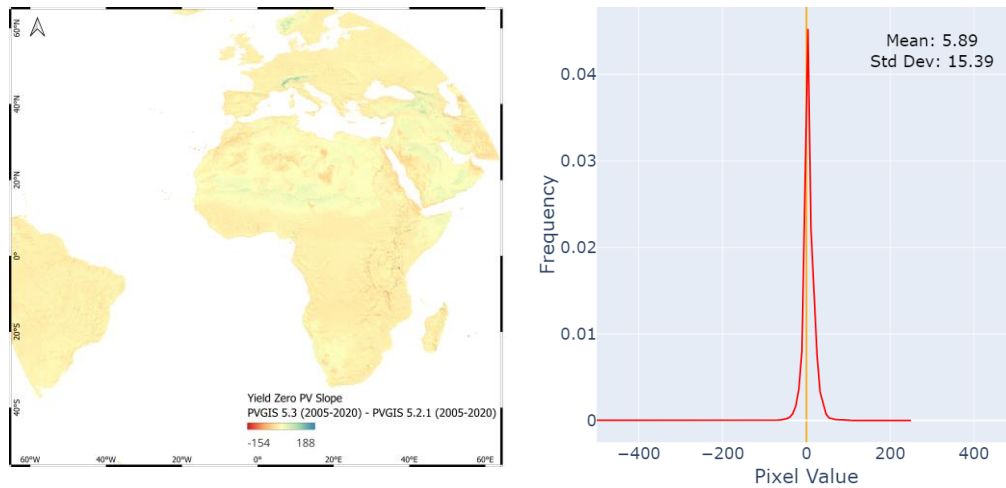 60°N
40°N
20°N
0°
20°S
40°S
Yield Zero PV Slope
PVGIS 5.3 (2005-2020) - PVGIS 5.2.1 (2005-2020)
-154 188
60°W 40°W 20°W 0° 20°E 40°E 60°E
Mean: 5.89
Std Dev: 15.39
0.04
0.03
0.02
0.01
0
Frequency
−400 −200 0 200 400
Pixel Value